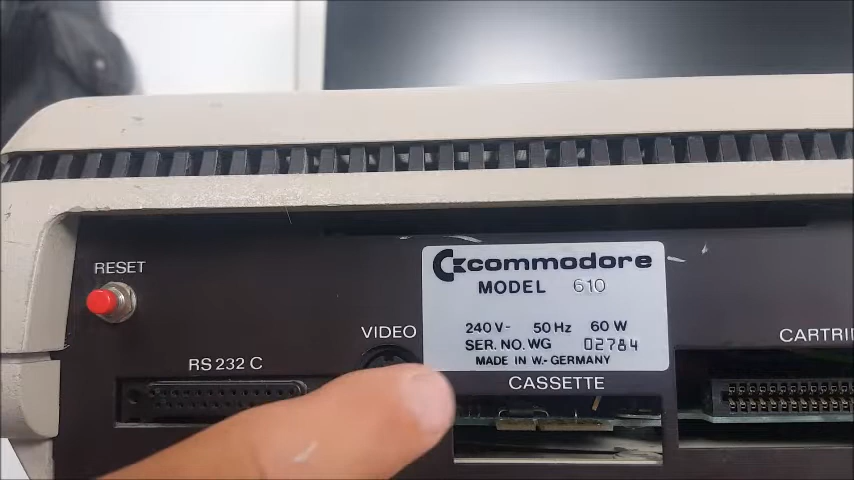 RESET
RS 232 C
VIDEO
commodore
MODEL 610
240 V~ 50 Hz 60 W
SER. NO. WG 02784
MADE IN W.-GERMANY
CASSETTE